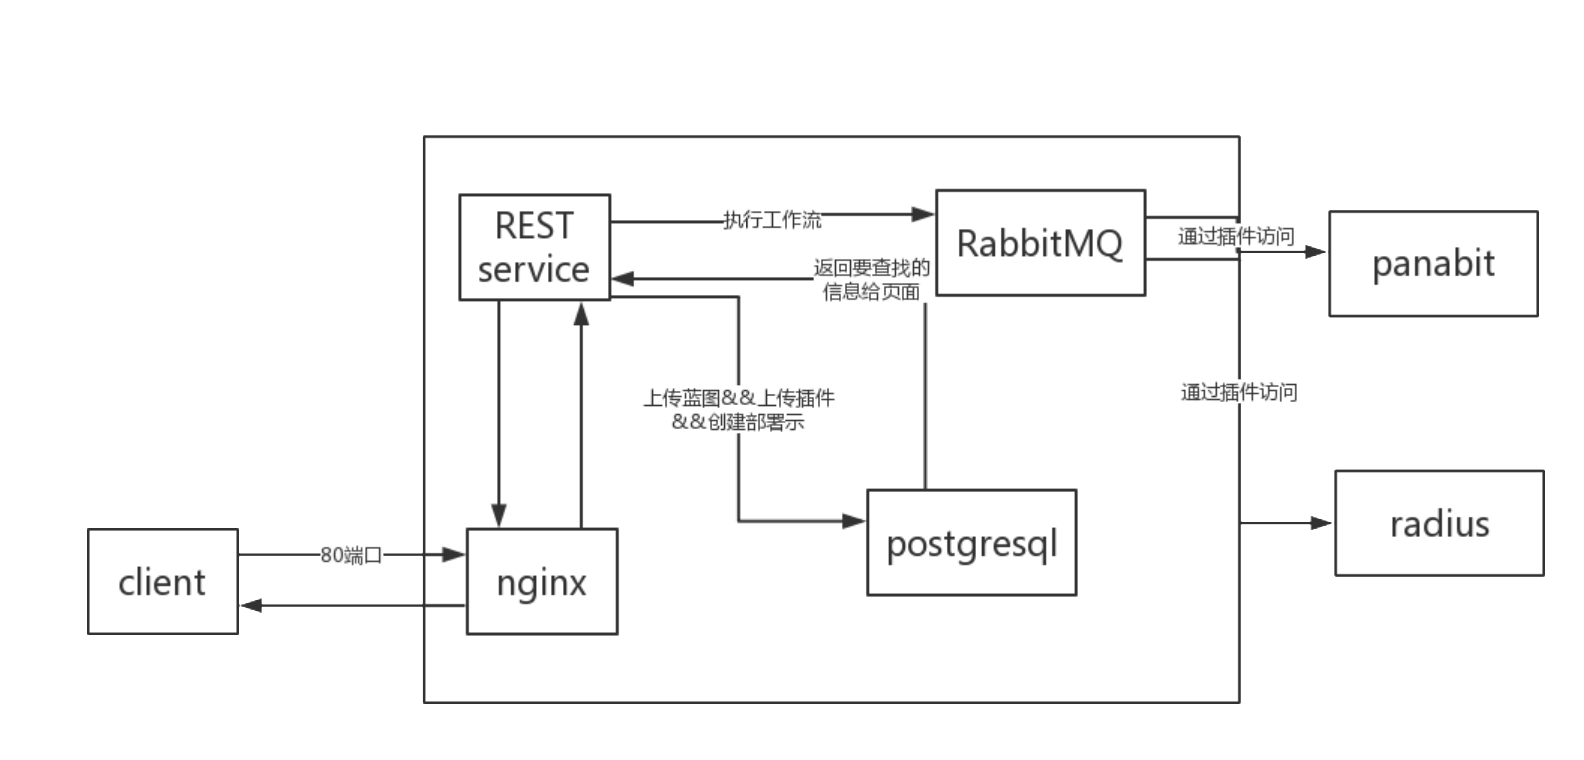 REST
service
执行工作流
RabbitMQ
通过插件访问
panabit
返回要查找的
信息给页面
上传蓝图&&上传插件
&&创建部署示
通过插件访问
client
80端口
nginx
postgresql
radius